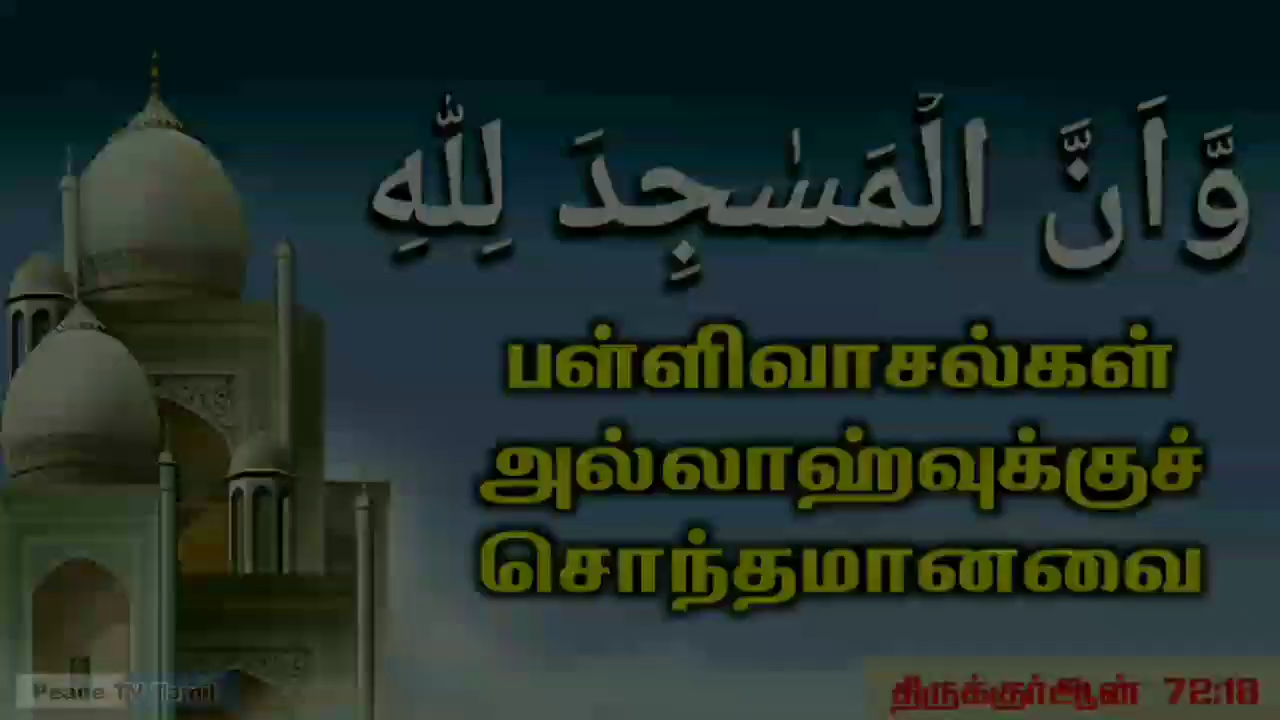 وَّاَنَّ الْمَسٰجِدَ لِلّٰهِ
பள்ளிவாசல்கள்
அல்லாஹ்வுக்குச்
சொந்தமானவை
Peace TV Tamil
திருக்குர்ஆன் 72:18